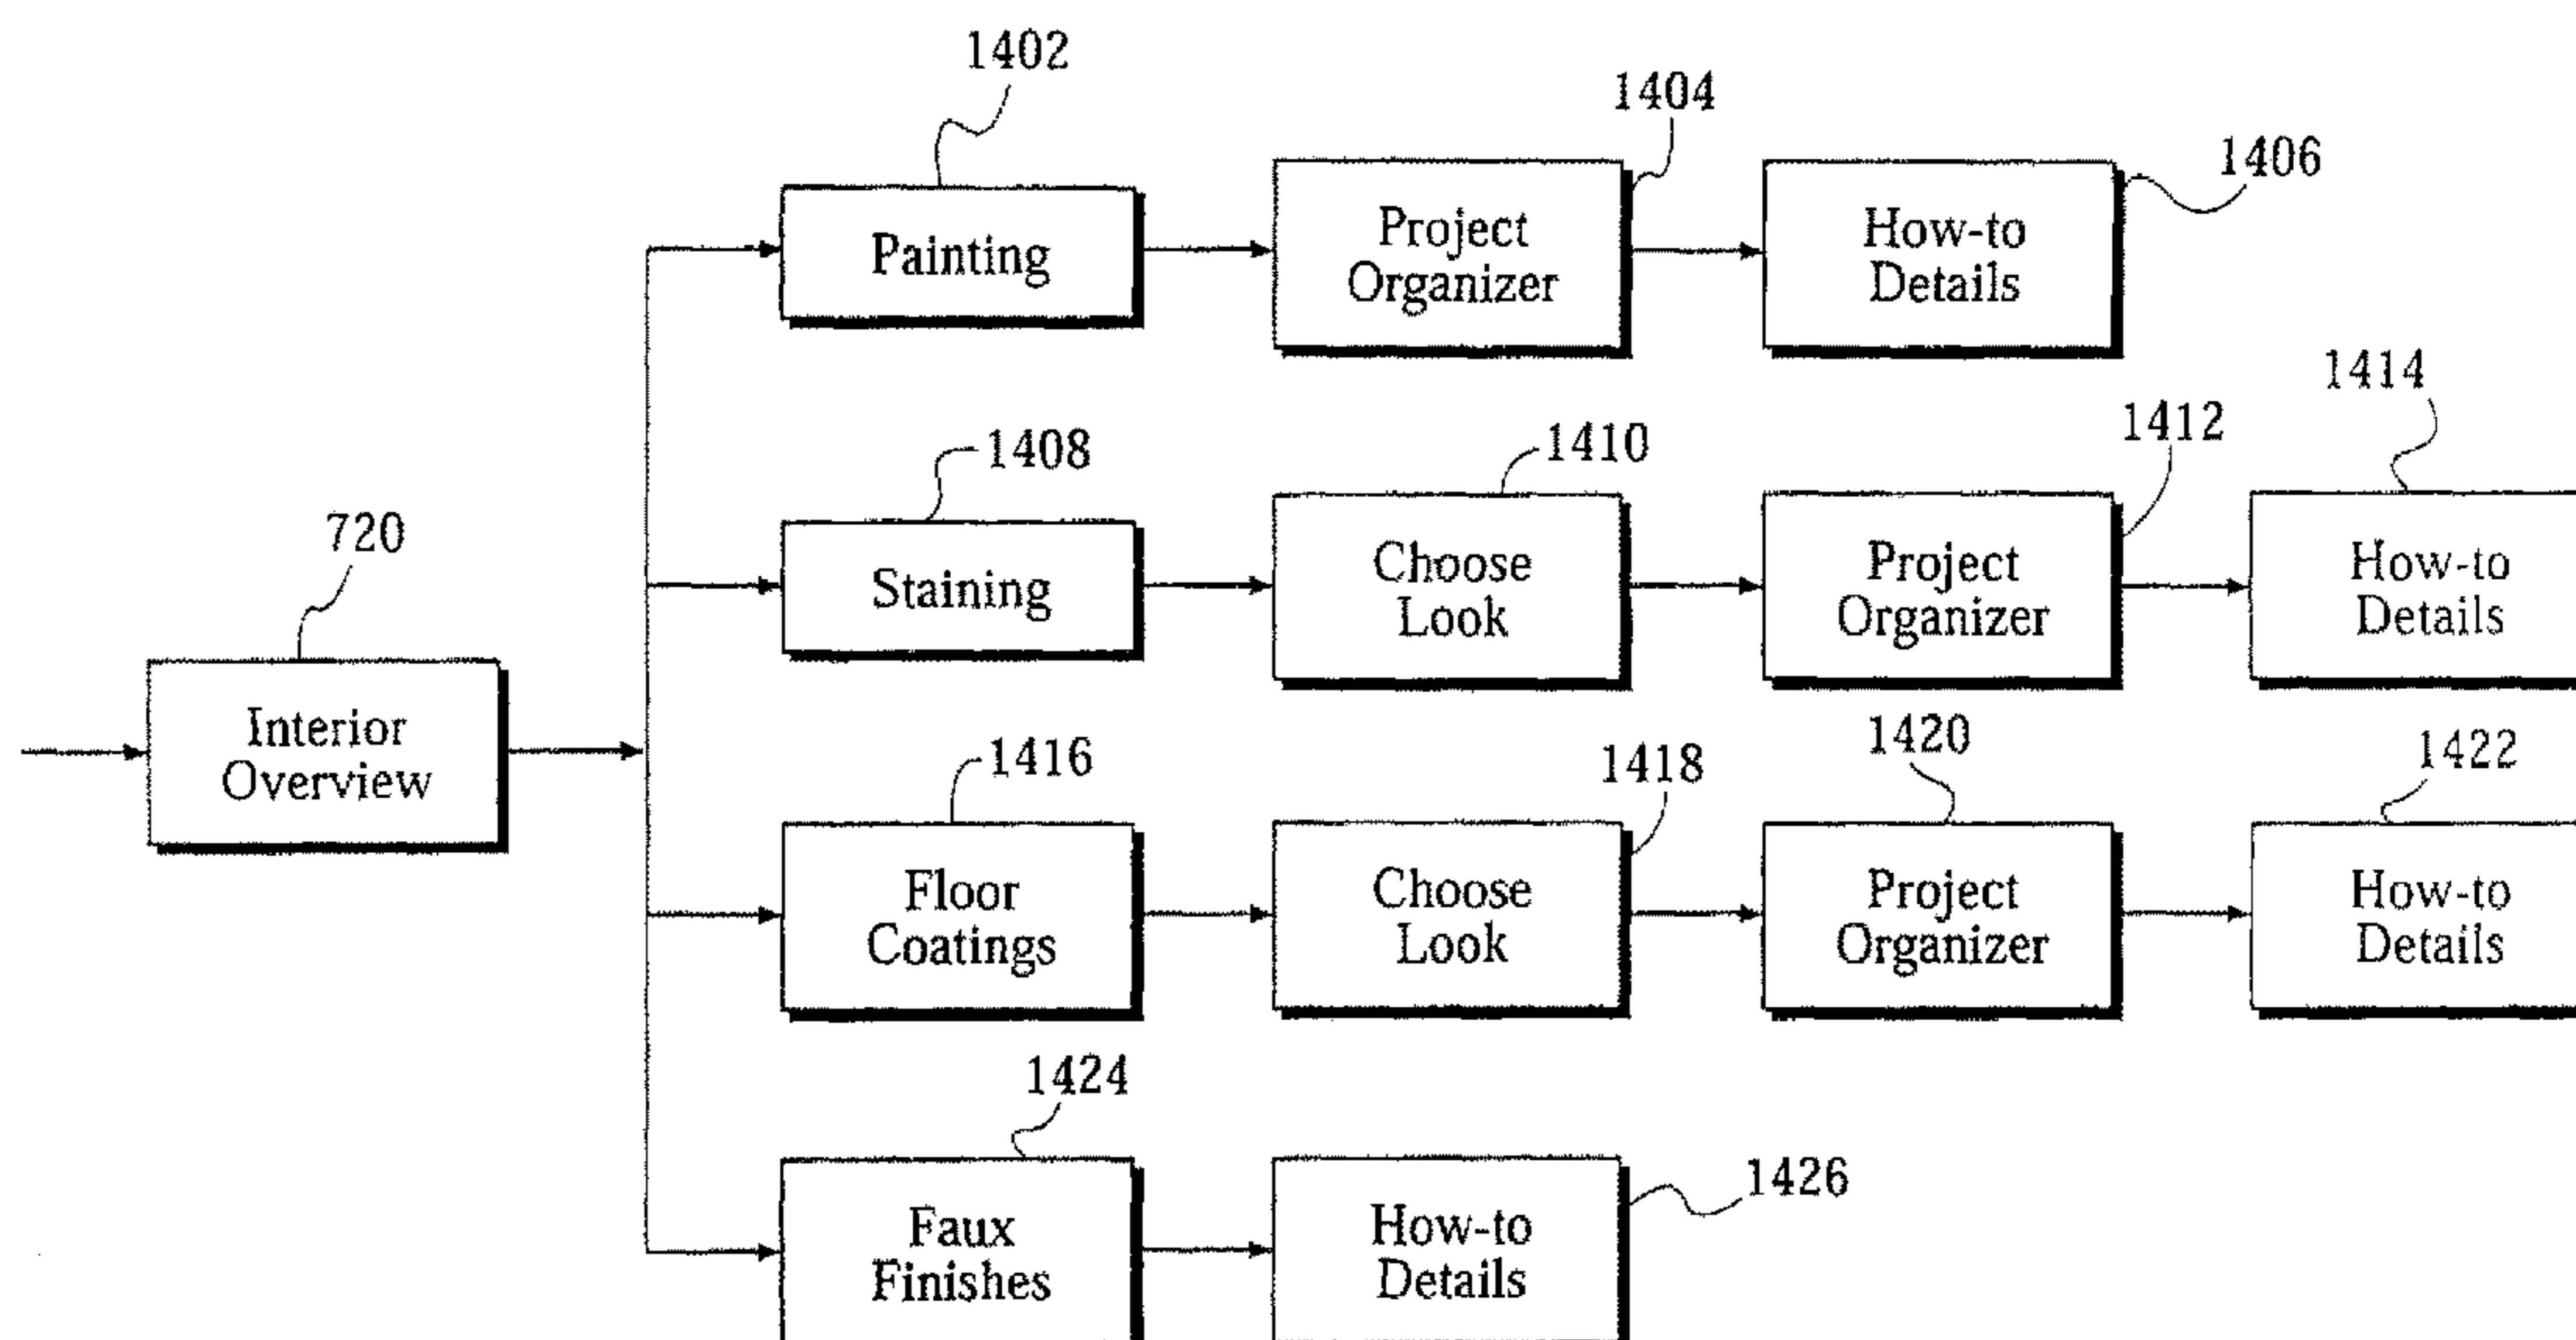 1402
1404
1406
Painting
Project
Organizer
How-to
Details
1408
1410
1412
1414
Staining
Choose
Look
Project
Organizer
How-to
Details
720
Interior
Overview
1416
1418
1420
1422
Floor
Coatings
Choose
Look
Project
Organizer
How-to
Details
1424
1426
Faux
Finishes
How-to
Details